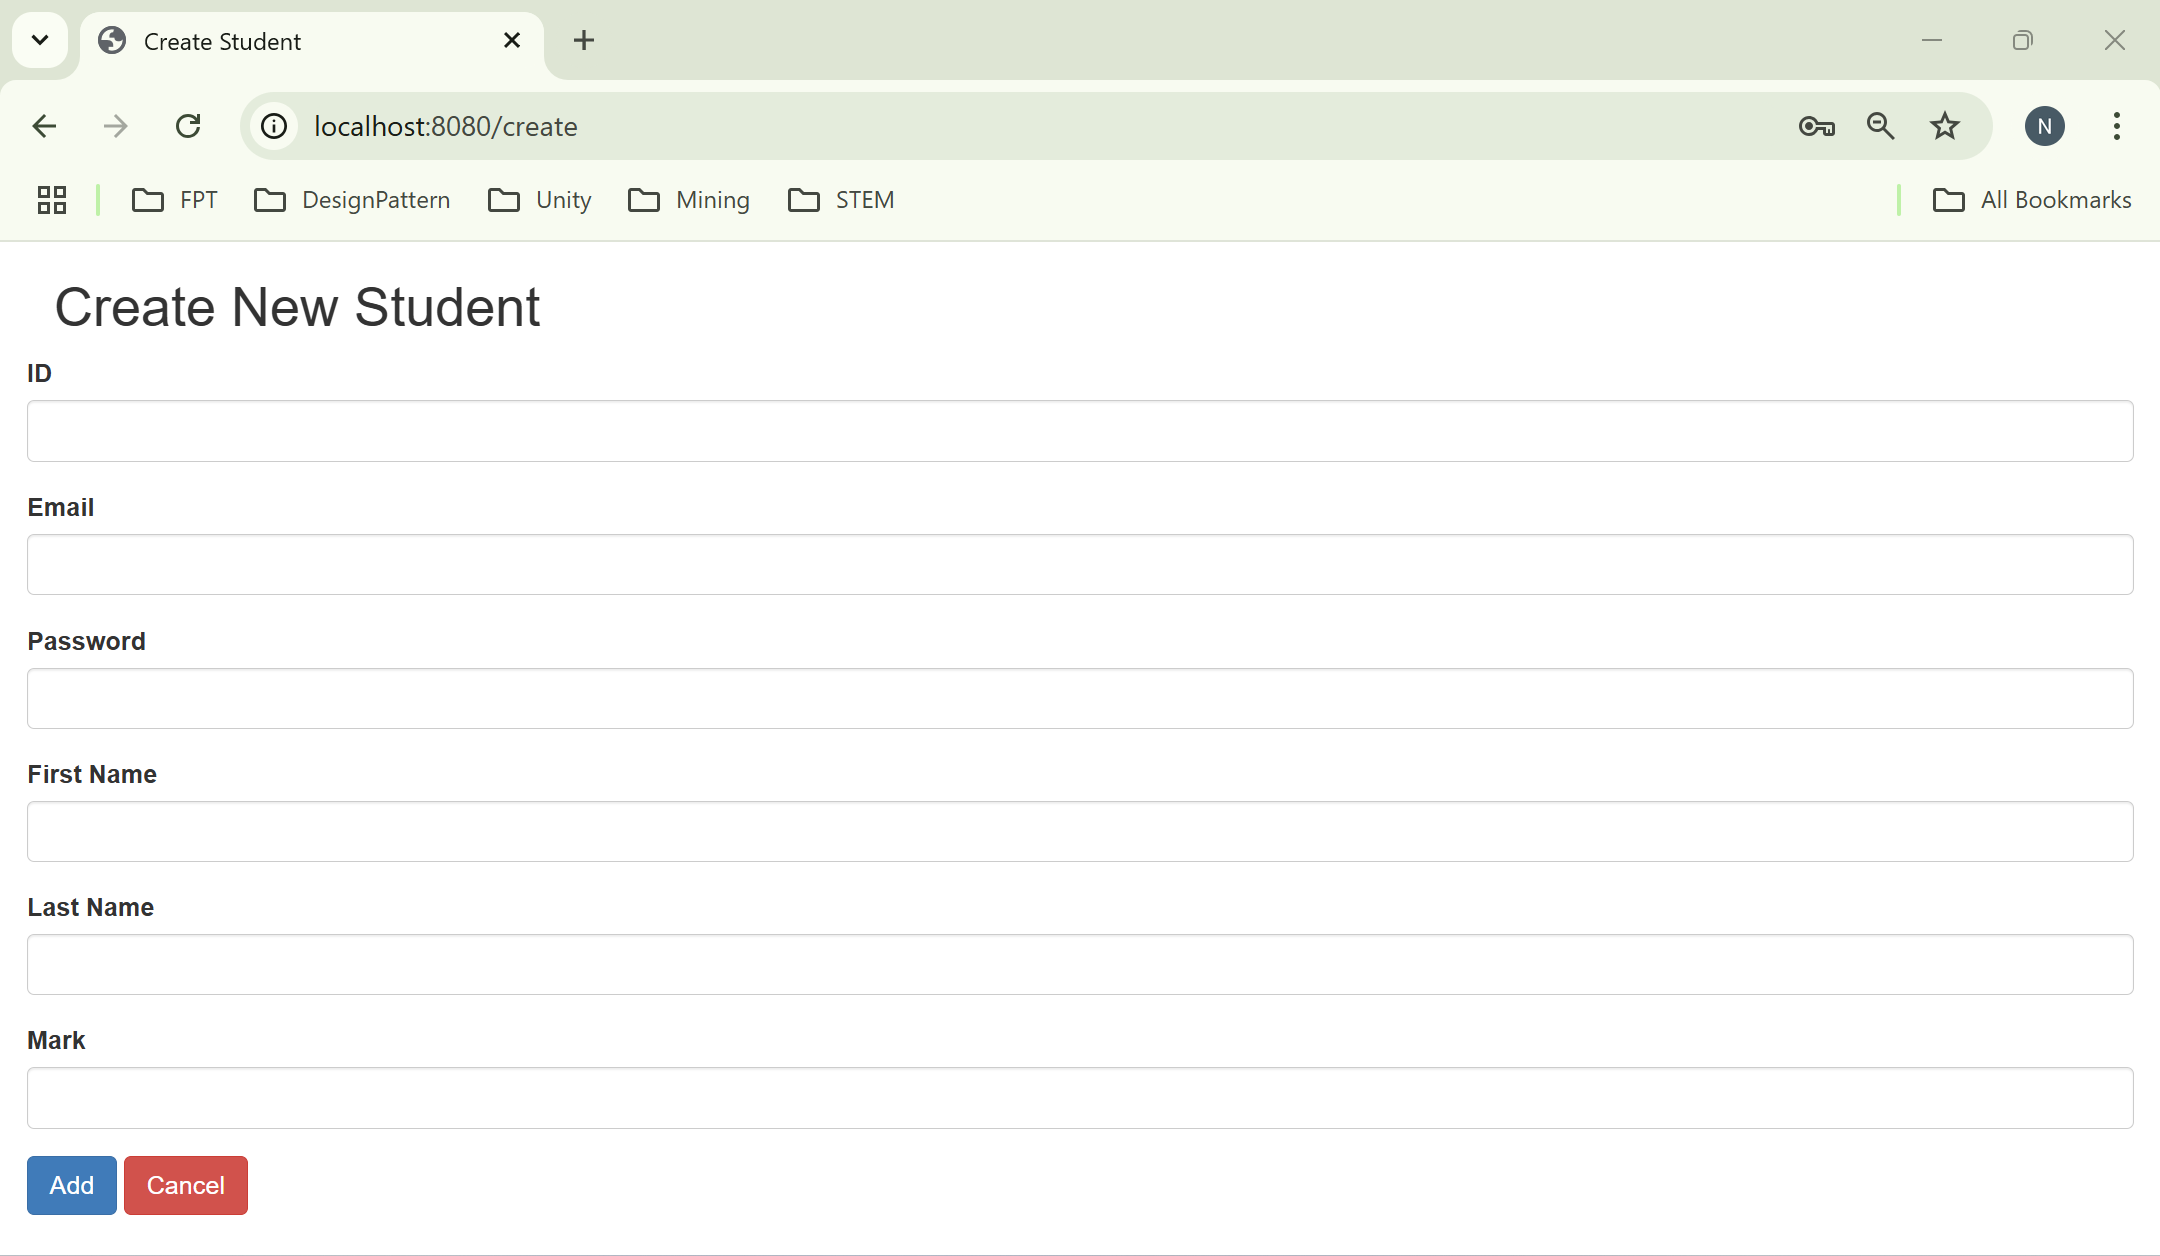 Create Student
localhost:8080/create
N
FPT DesignPattern Unity Mining STEM All Bookmarks
Create New Student
ID
Email
Password
First Name
Last Name
Mark
Add Cancel